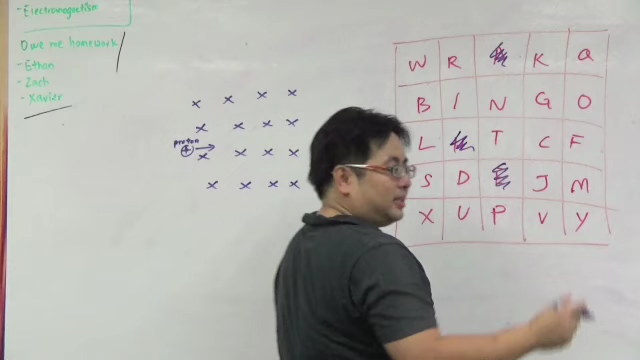 - Electromagnetism
Owe me homework
- Ethan
- Zach
- Xavier
x x x x
x x x x
proton
+ →
x x x x
x x x x
W R K Q
B I N G O
L T C F
S D J M
X U P V Y